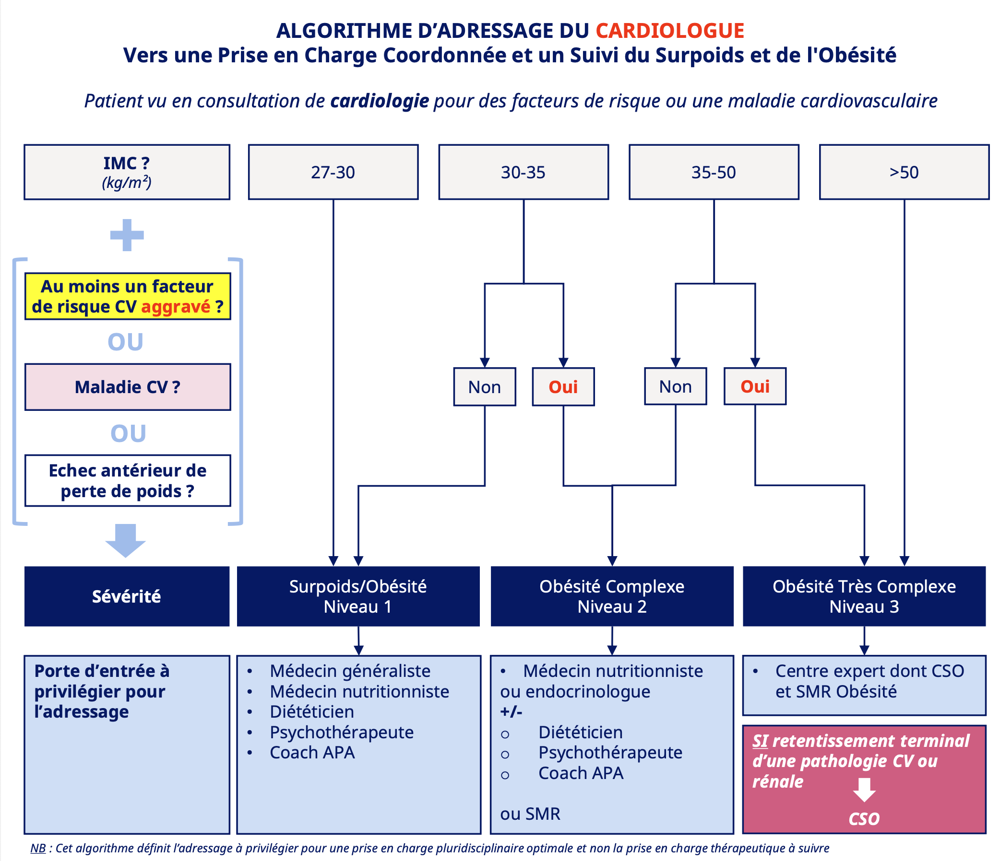 ALGORITHME D’ADRESSAGE DU CARDIOLOGUE
Vers une Prise en Charge Coordonnée et un Suivi du Surpoids et de l'Obésité
Patient vu en consultation de cardiologie pour des facteurs de risque ou une maladie cardiovasculaire
IMC ?
(kg/m²)
27-30
30-35
35-50
>50
Au moins un facteur
de risque CV aggravé ?
OU
Maladie CV ?
OU
Echec antérieur de
perte de poids ?
Non
Oui
Non
Oui
Sévérité
Surpoids/Obésité
Niveau 1
Obésité Complexe
Niveau 2
Obésité Très Complexe
Niveau 3
Porte d’entrée à
privilégier pour
l’adressage
• Médecin généraliste
• Médecin nutritionniste
• Diététicien
• Psychothérapeute
• Coach APA
• Médecin nutritionniste
ou endocrinologue
+/-
o Diététicien
o Psychothérapeute
o Coach APA
ou SMR
• Centre expert dont CSO
et SMR Obésité
SI retentissement terminal
d’une pathologie CV ou
rénale
CSO
NB : Cet algorithme définit l’adressage à privilégier pour une prise en charge pluridisciplinaire optimale et non la prise en charge thérapeutique à suivre